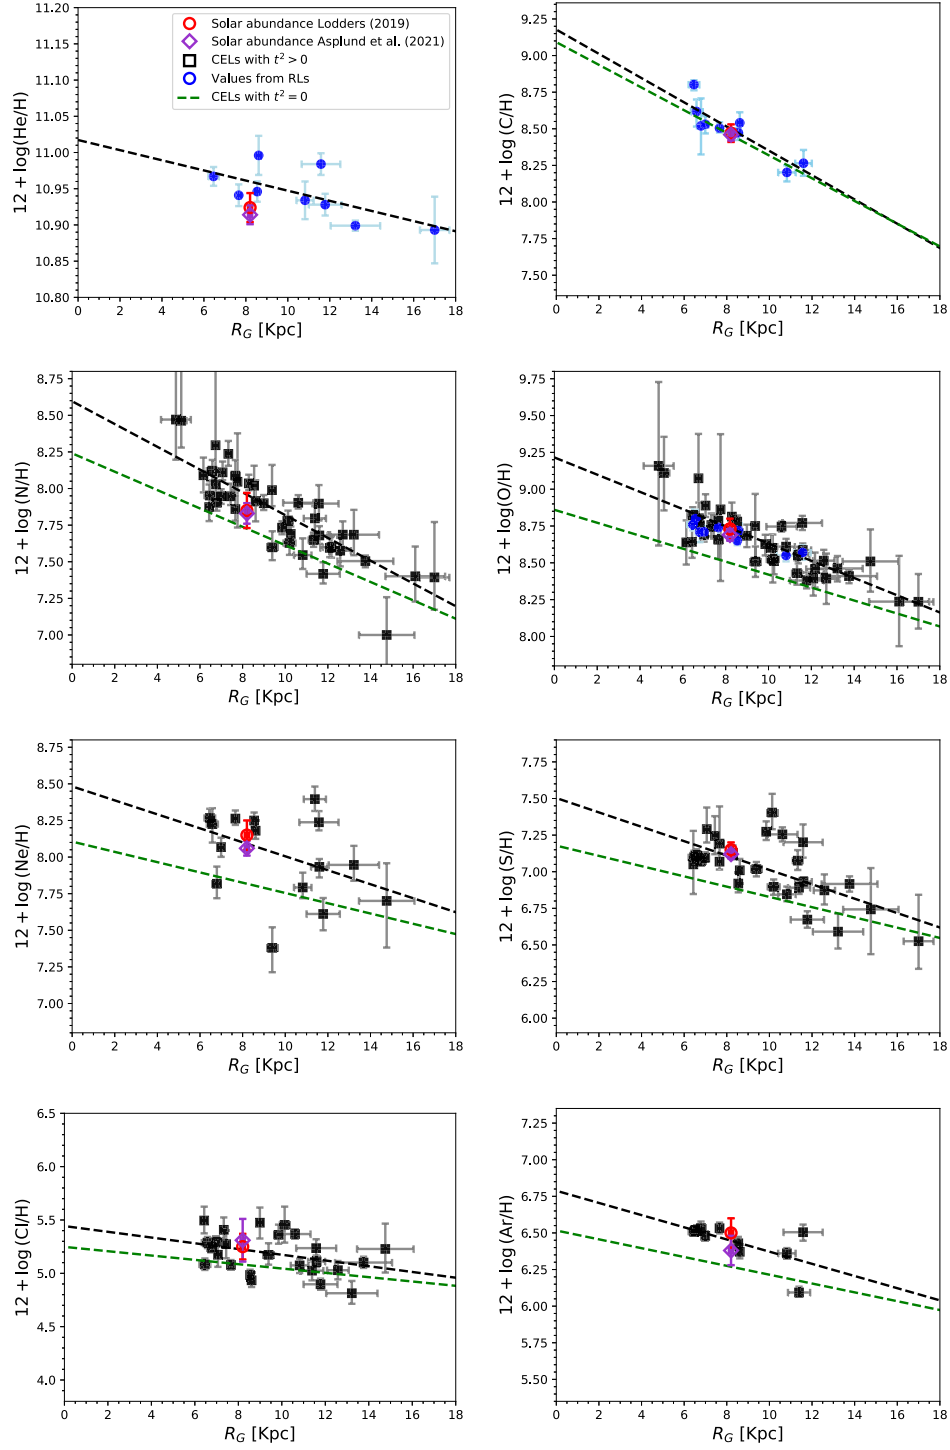 11.20
11.15
11.10
11.05
11.00
10.95
10.90
10.85
10.80
12 + log(He/H)
0 2 4 6 8 10 12 14 16 18
R_G [Kpc]
Solar abundance Lodders (2019)
Solar abundance Asplund et al. (2021)
CELs with t² > 0
Values from RLs
CELs with t² = 0
9.25
9.00
8.75
8.50
8.25
8.00
7.75
7.50
12 + log(C/H)
0 2 4 6 8 10 12 14 16 18
R_G [Kpc]
8.75
8.50
8.25
8.00
7.75
7.50
7.25
7.00
12 + log (N/H)
0 2 4 6 8 10 12 14 16 18
R_G [Kpc]
9.75
9.50
9.25
9.00
8.75
8.50
8.25
8.00
12 + log(O/H)
0 2 4 6 8 10 12 14 16 18
R_G [Kpc]
8.75
8.50
8.25
8.00
7.75
7.50
7.25
7.00
12 + log (Ne/H)
0 2 4 6 8 10 12 14 16 18
R_G [Kpc]
7.75
7.50
7.25
7.00
6.75
6.50
6.25
6.00
12 + log (S/H)
0 2 4 6 8 10 12 14 16 18
R_G [Kpc]
6.5
6.0
5.5
5.0
4.5
4.0
12 + log(Cl/H)
0 2 4 6 8 10 12 14 16 18
R_G [Kpc]
7.25
7.00
6.75
6.50
6.25
6.00
5.75
5.50
12 + log(Ar/H)
0 2 4 6 8 10 12 14 16 18
R_G [Kpc]